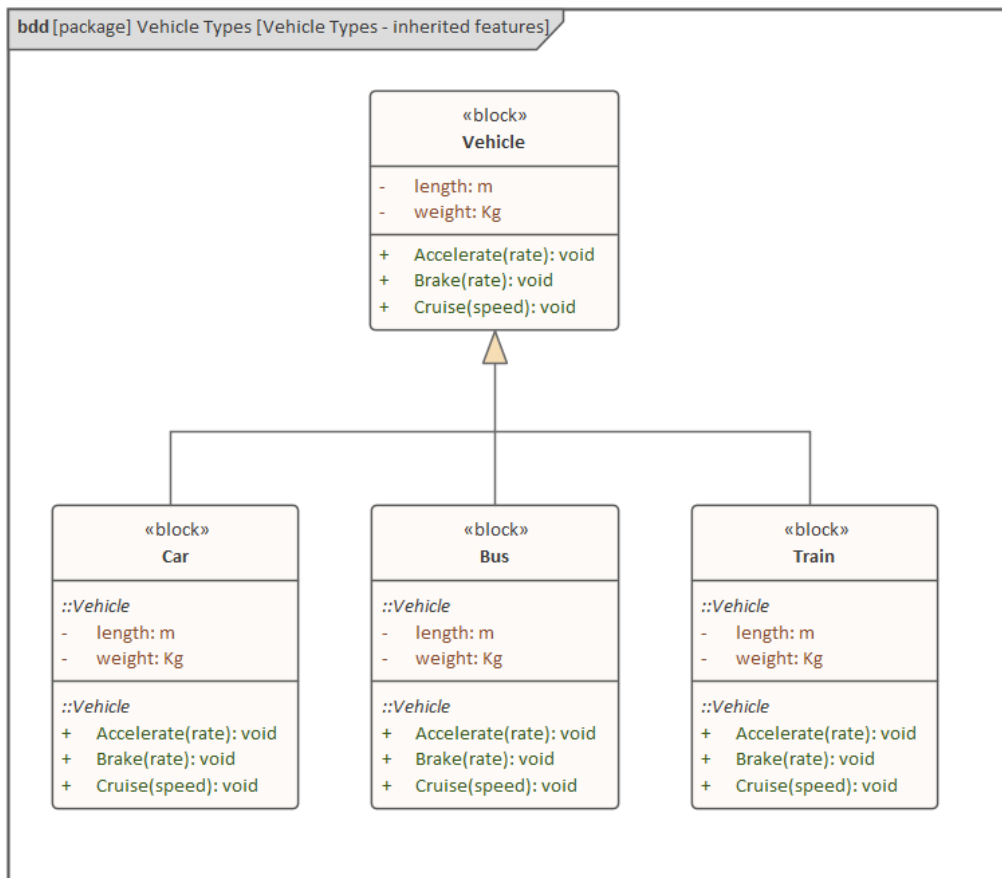 bdd [package] Vehicle Types [Vehicle Types - inherited features]
«block»
Vehicle
- length: m
- weight: Kg
+ Accelerate(rate): void
+ Brake(rate): void
+ Cruise(speed): void
«block»
Car
::Vehicle
- length: m
- weight: Kg
::Vehicle
+ Accelerate(rate): void
+ Brake(rate): void
+ Cruise(speed): void
«block»
Bus
::Vehicle
- length: m
- weight: Kg
::Vehicle
+ Accelerate(rate): void
+ Brake(rate): void
+ Cruise(speed): void
«block»
Train
::Vehicle
- length: m
- weight: Kg
::Vehicle
+ Accelerate(rate): void
+ Brake(rate): void
+ Cruise(speed): void